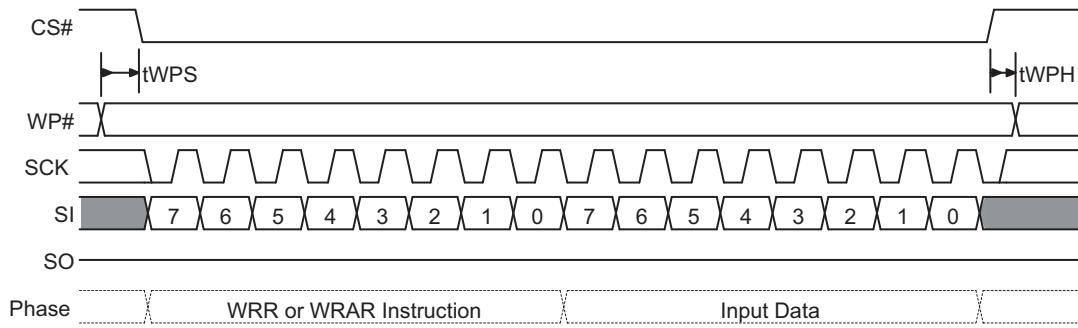 CS#
tWPS
tWPH
WP#
SCK
SI 7 6 5 4 3 2 1 0 7 6 5 4 3 2 1 0
SO
Phase WRR or WRAR Instruction Input Data